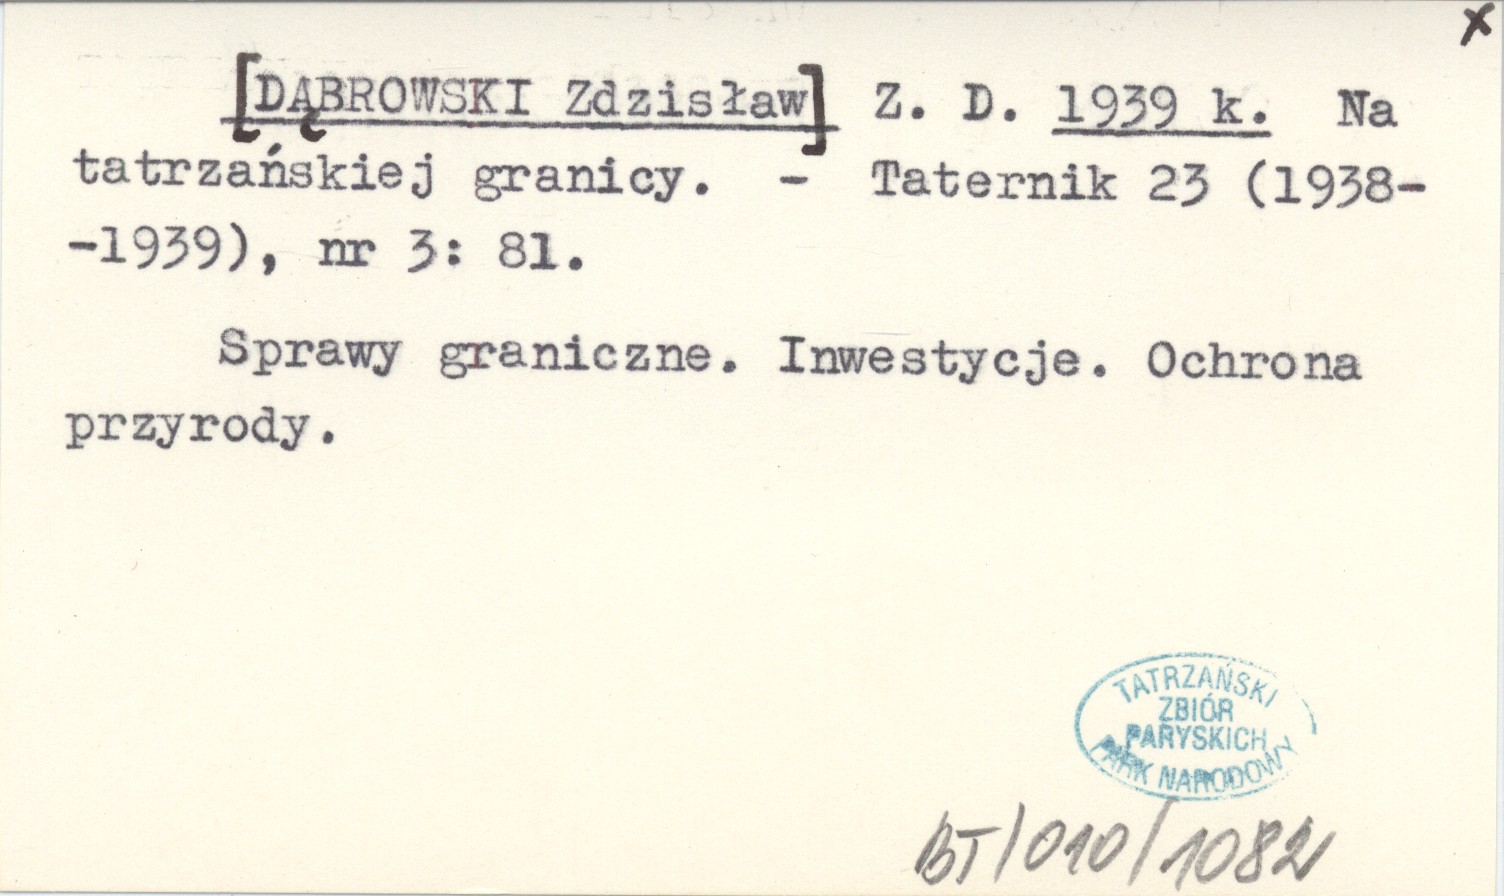 x
[DĄBROWSKI Zdzisław] Z. D. 1939 k. Na
tatrzańskiej granicy. - Taternik 23 (1938-
-1939), nr 3: 81.
Sprawy graniczne. Inwestycje. Ochrona
przyrody.
TATRZAŃSKI
ZBIÓR
PARYSKICH
PARK NARODOWY
BT/010/1082